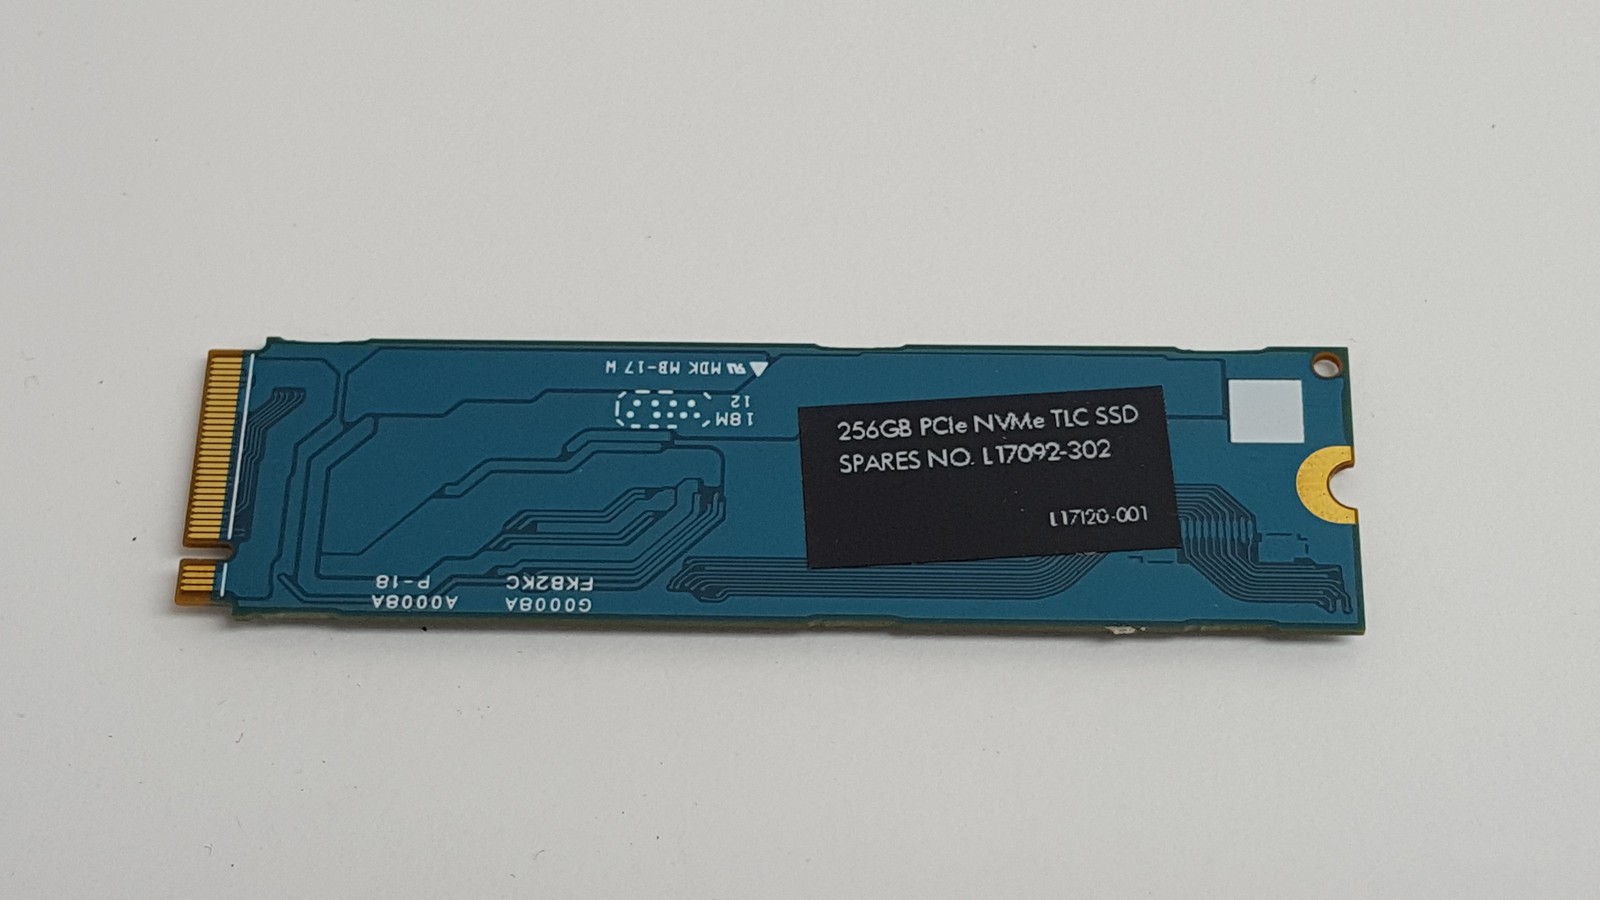 256GB PCIe NVMe TLC SSD
SPARES NO. L17092-302
L17120-001
MDK MB-17 W
18M
12
G0008A A0008A
FKB2KC P-18